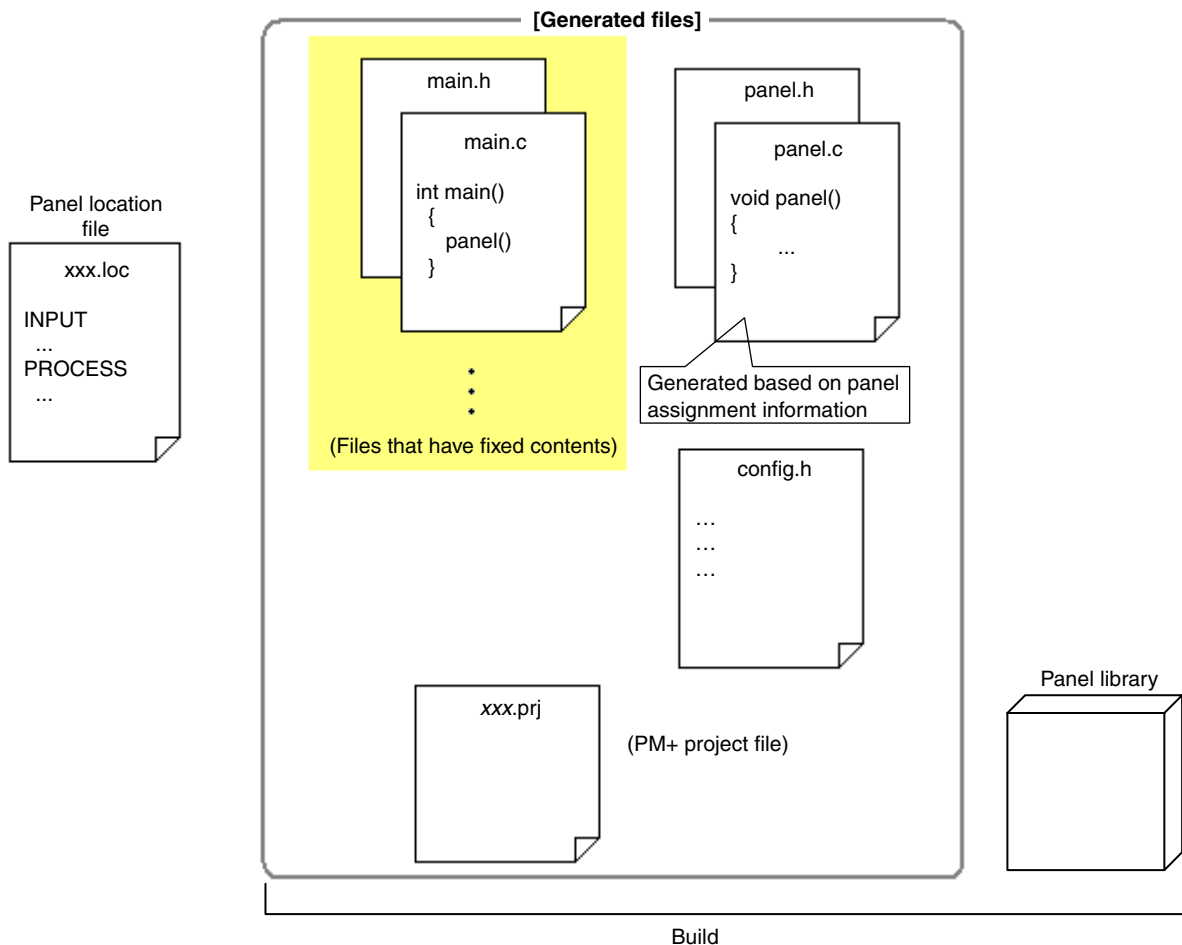 [Generated files]
main.h
main.c
int main()
{
panel()
}
panel.h
panel.c
void panel()
{
...
}
Panel location
file
xxx.loc
INPUT
...
PROCESS
...
Generated based on panel
assignment information
(Files that have fixed contents)
config.h
...
...
...
xxx.prj
(PM+ project file)
Panel library
Build